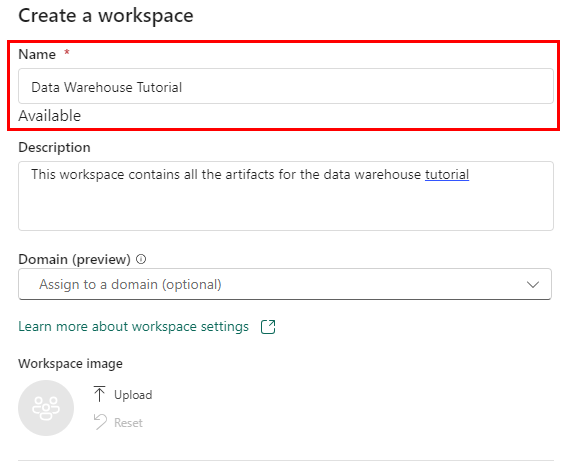 Create a workspace
Name *
Data Warehouse Tutorial
Available
Description
This workspace contains all the artifacts for the data warehouse tutorial
Domain (preview)
Assign to a domain (optional)
Learn more about workspace settings
Workspace image
Upload
Reset